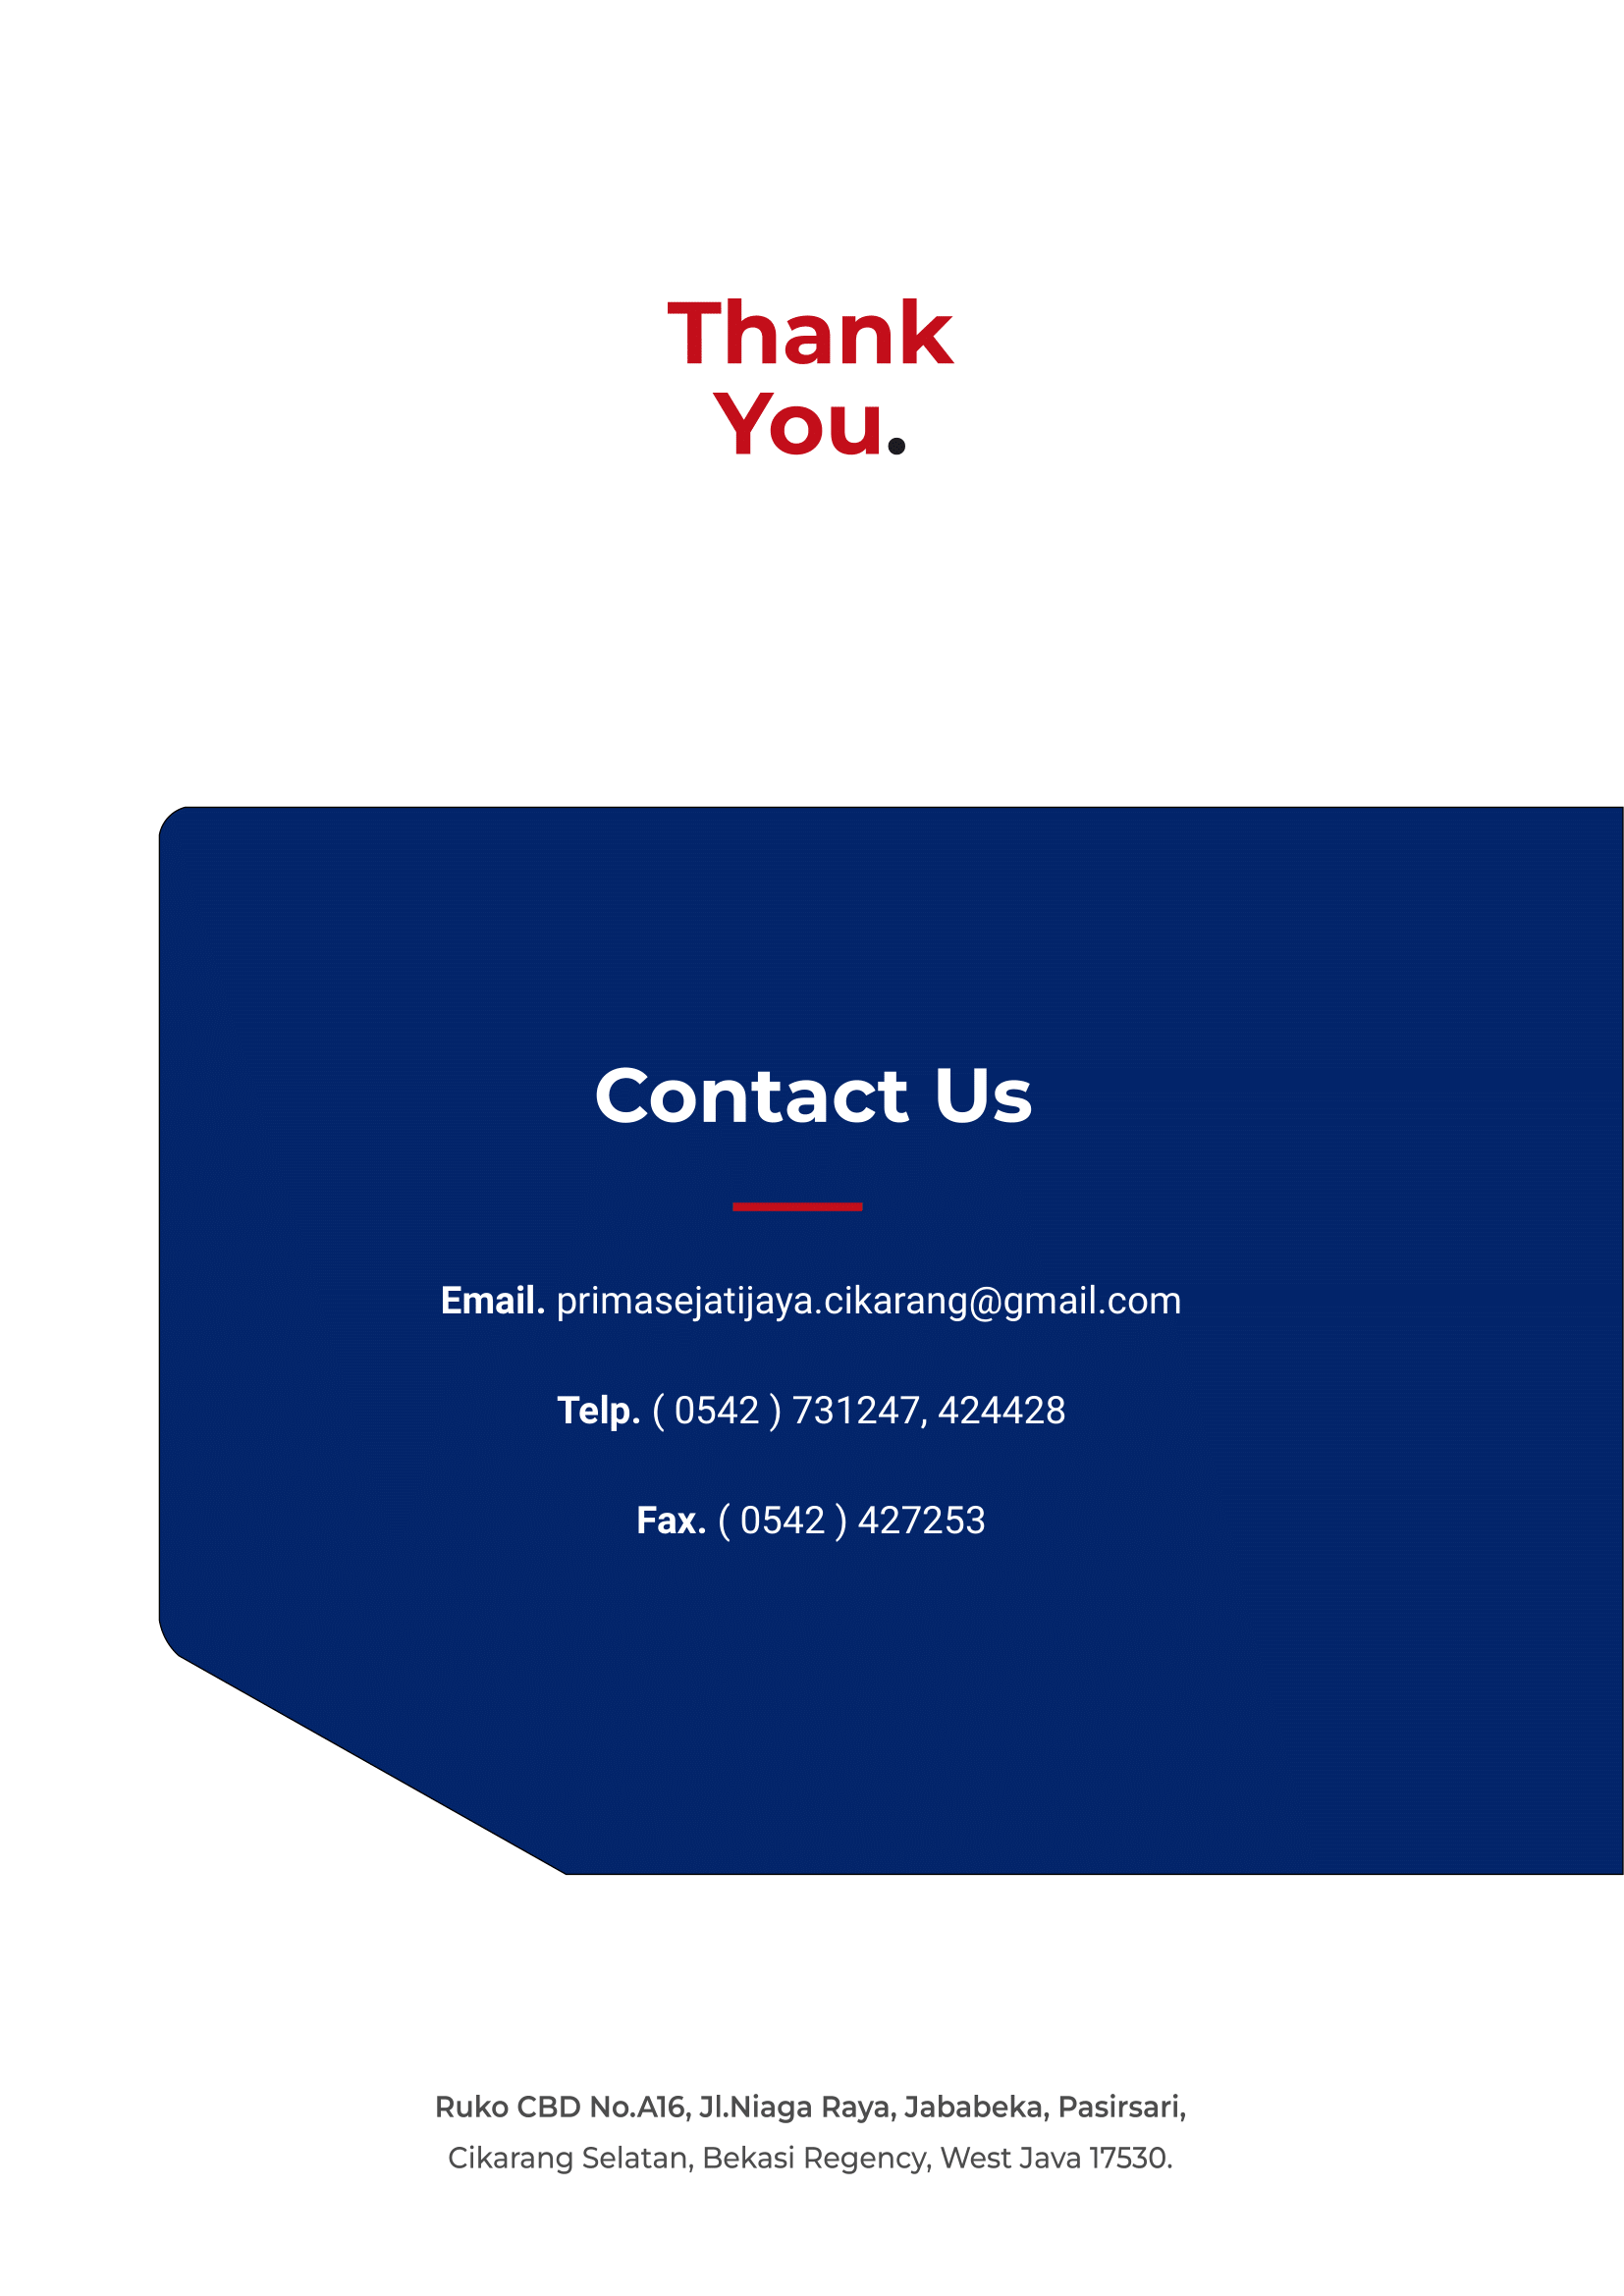 Thank
You.
Contact Us
Email. primasejatijaya.cikarang@gmail.com
Telp. ( 0542 ) 731247, 424428
Fax. ( 0542 ) 427253
Ruko CBD No.A16, Jl.Niaga Raya, Jababeka, Pasirsari,
Cikarang Selatan, Bekasi Regency, West Java 17530.